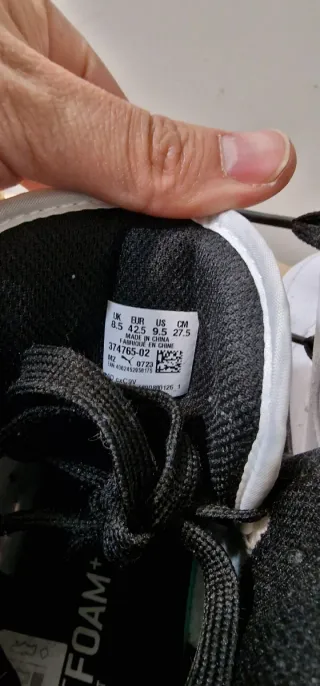 UK EUR US CM
8.5 42.5 9.5 27.5
MADE IN CHINA
FABRIQUÉ EN CHINE
374765-02
MZ 0723
FOAM+